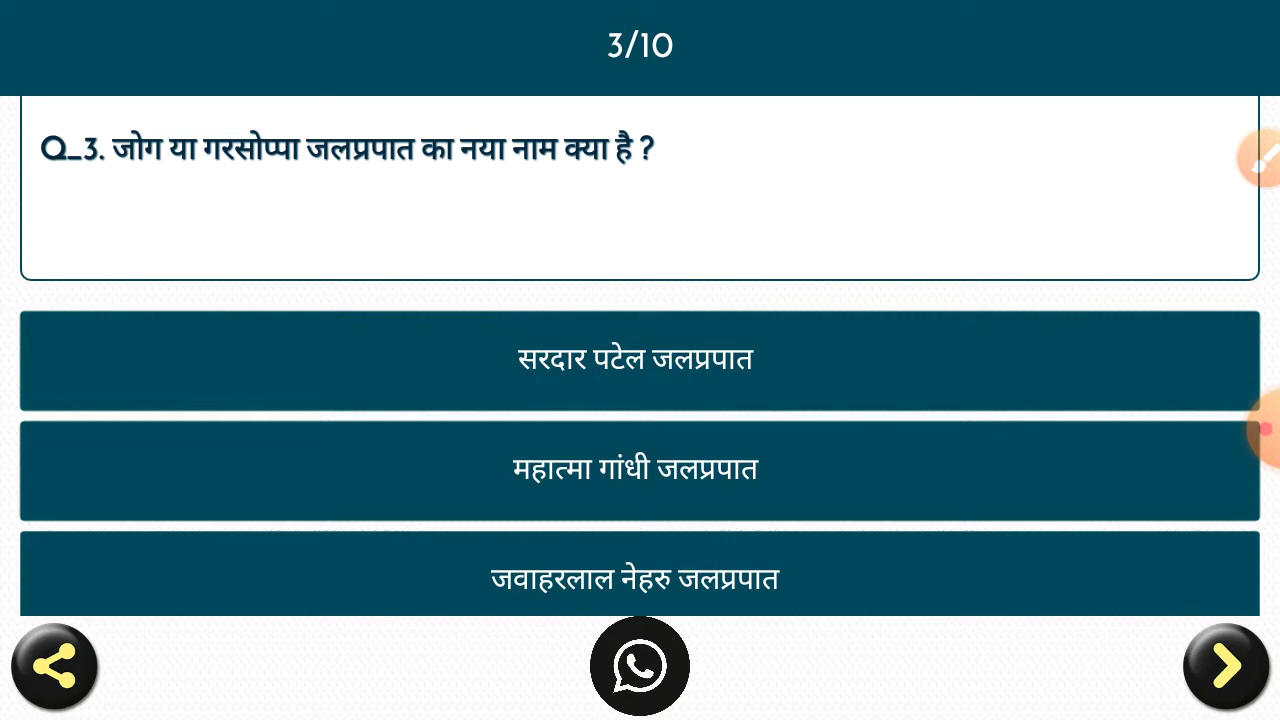 3/10
Q_3. जोग या गरसोप्पा जलप्रपात का नया नाम क्या है ?
सरदार पटेल जलप्रपात
महात्मा गांधी जलप्रपात
जवाहरलाल नेहरु जलप्रपात